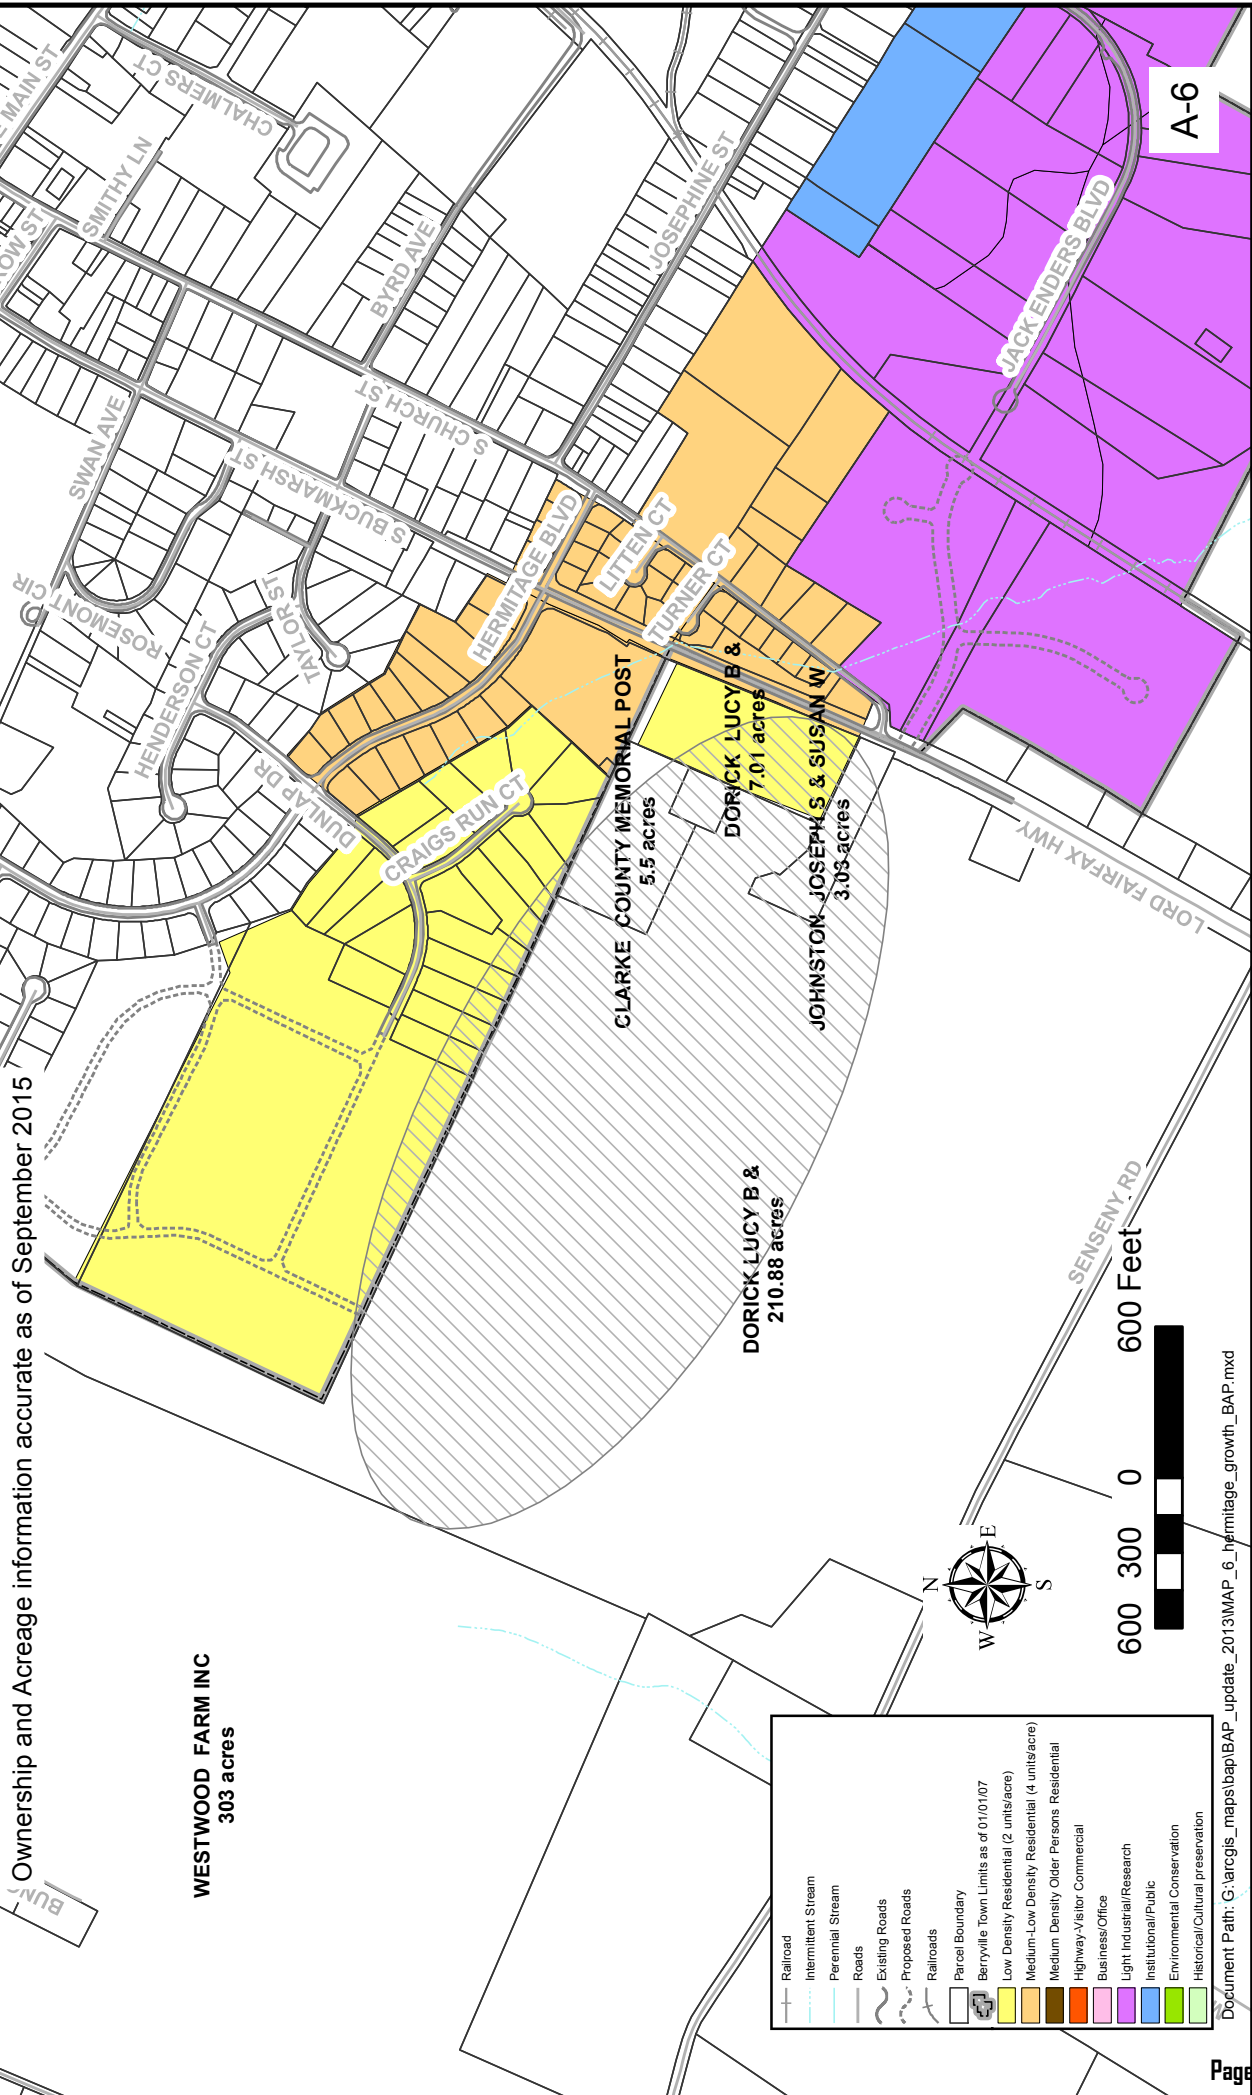 Ownership and Acreage information accurate as of September 2015
WESTWOOD FARM INC
303 acres
CLARKE COUNTY MEMORIAL POST
5.5 acres
DORICK LUCY B &
7.01 acres
JOHNSTON JOSEPH S & SUSAN W
3.03 acres
DORICK LUCY B &
210.88 acres
MAIN ST
CHALMERS CT
SMITHY LN
BYRD AVE
JOSEPHINE ST
S CHURCH ST
SWAN AVE
S BUCKMARSH ST
ROSEMONT CIR
HENDERSON CT
TAYLOR ST
DUNLAP DR
HERMITAGE BLVD
LITTEN CT
TURNER CT
CRAIGS RUN CT
JACK ENDERS BLVD
LORD FAIRFAX HWY
SENSENY RD
A-6
N
W
E
S
600 300 0 600 Feet
Railroad
Intermittent Stream
Perennial Stream
Roads
Existing Roads
Proposed Roads
Railroads
Parcel Boundary
Berryville Town Limits as of 01/01/07
Low Density Residential (2 units/acre)
Medium-Low Density Residential (4 units/acre)
Medium Density Older Persons Residential
Highway-Visitor Commercial
Business/Office
Light Industrial/Research
Institutional/Public
Environmental Conservation
Historical/Cultural preservation
Document Path: G:\arcgis_maps\bap\BAP_update_2013\MAP_6_hermitage_growth_BAP.mxd
Page